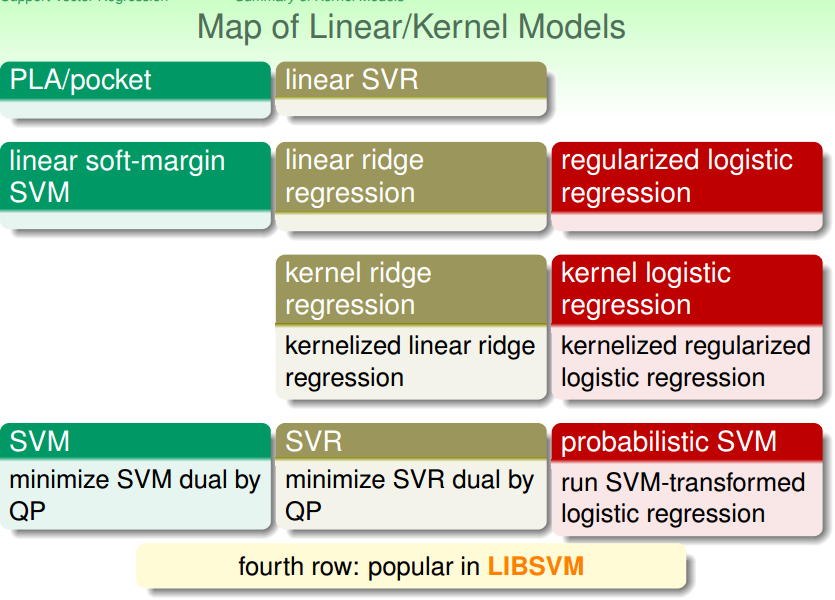 Support Vector Regression Summary of Kernel Models
Map of Linear/Kernel Models
PLA/pocket
linear SVR
linear soft-margin
SVM
linear ridge
regression
regularized logistic
regression
kernel ridge
regression
kernelized linear ridge
regression
kernel logistic
regression
kernelized regularized
logistic regression
SVM
minimize SVM dual by
QP
SVR
minimize SVR dual by
QP
probabilistic SVM
run SVM-transformed
logistic regression
fourth row: popular in LIBSVM